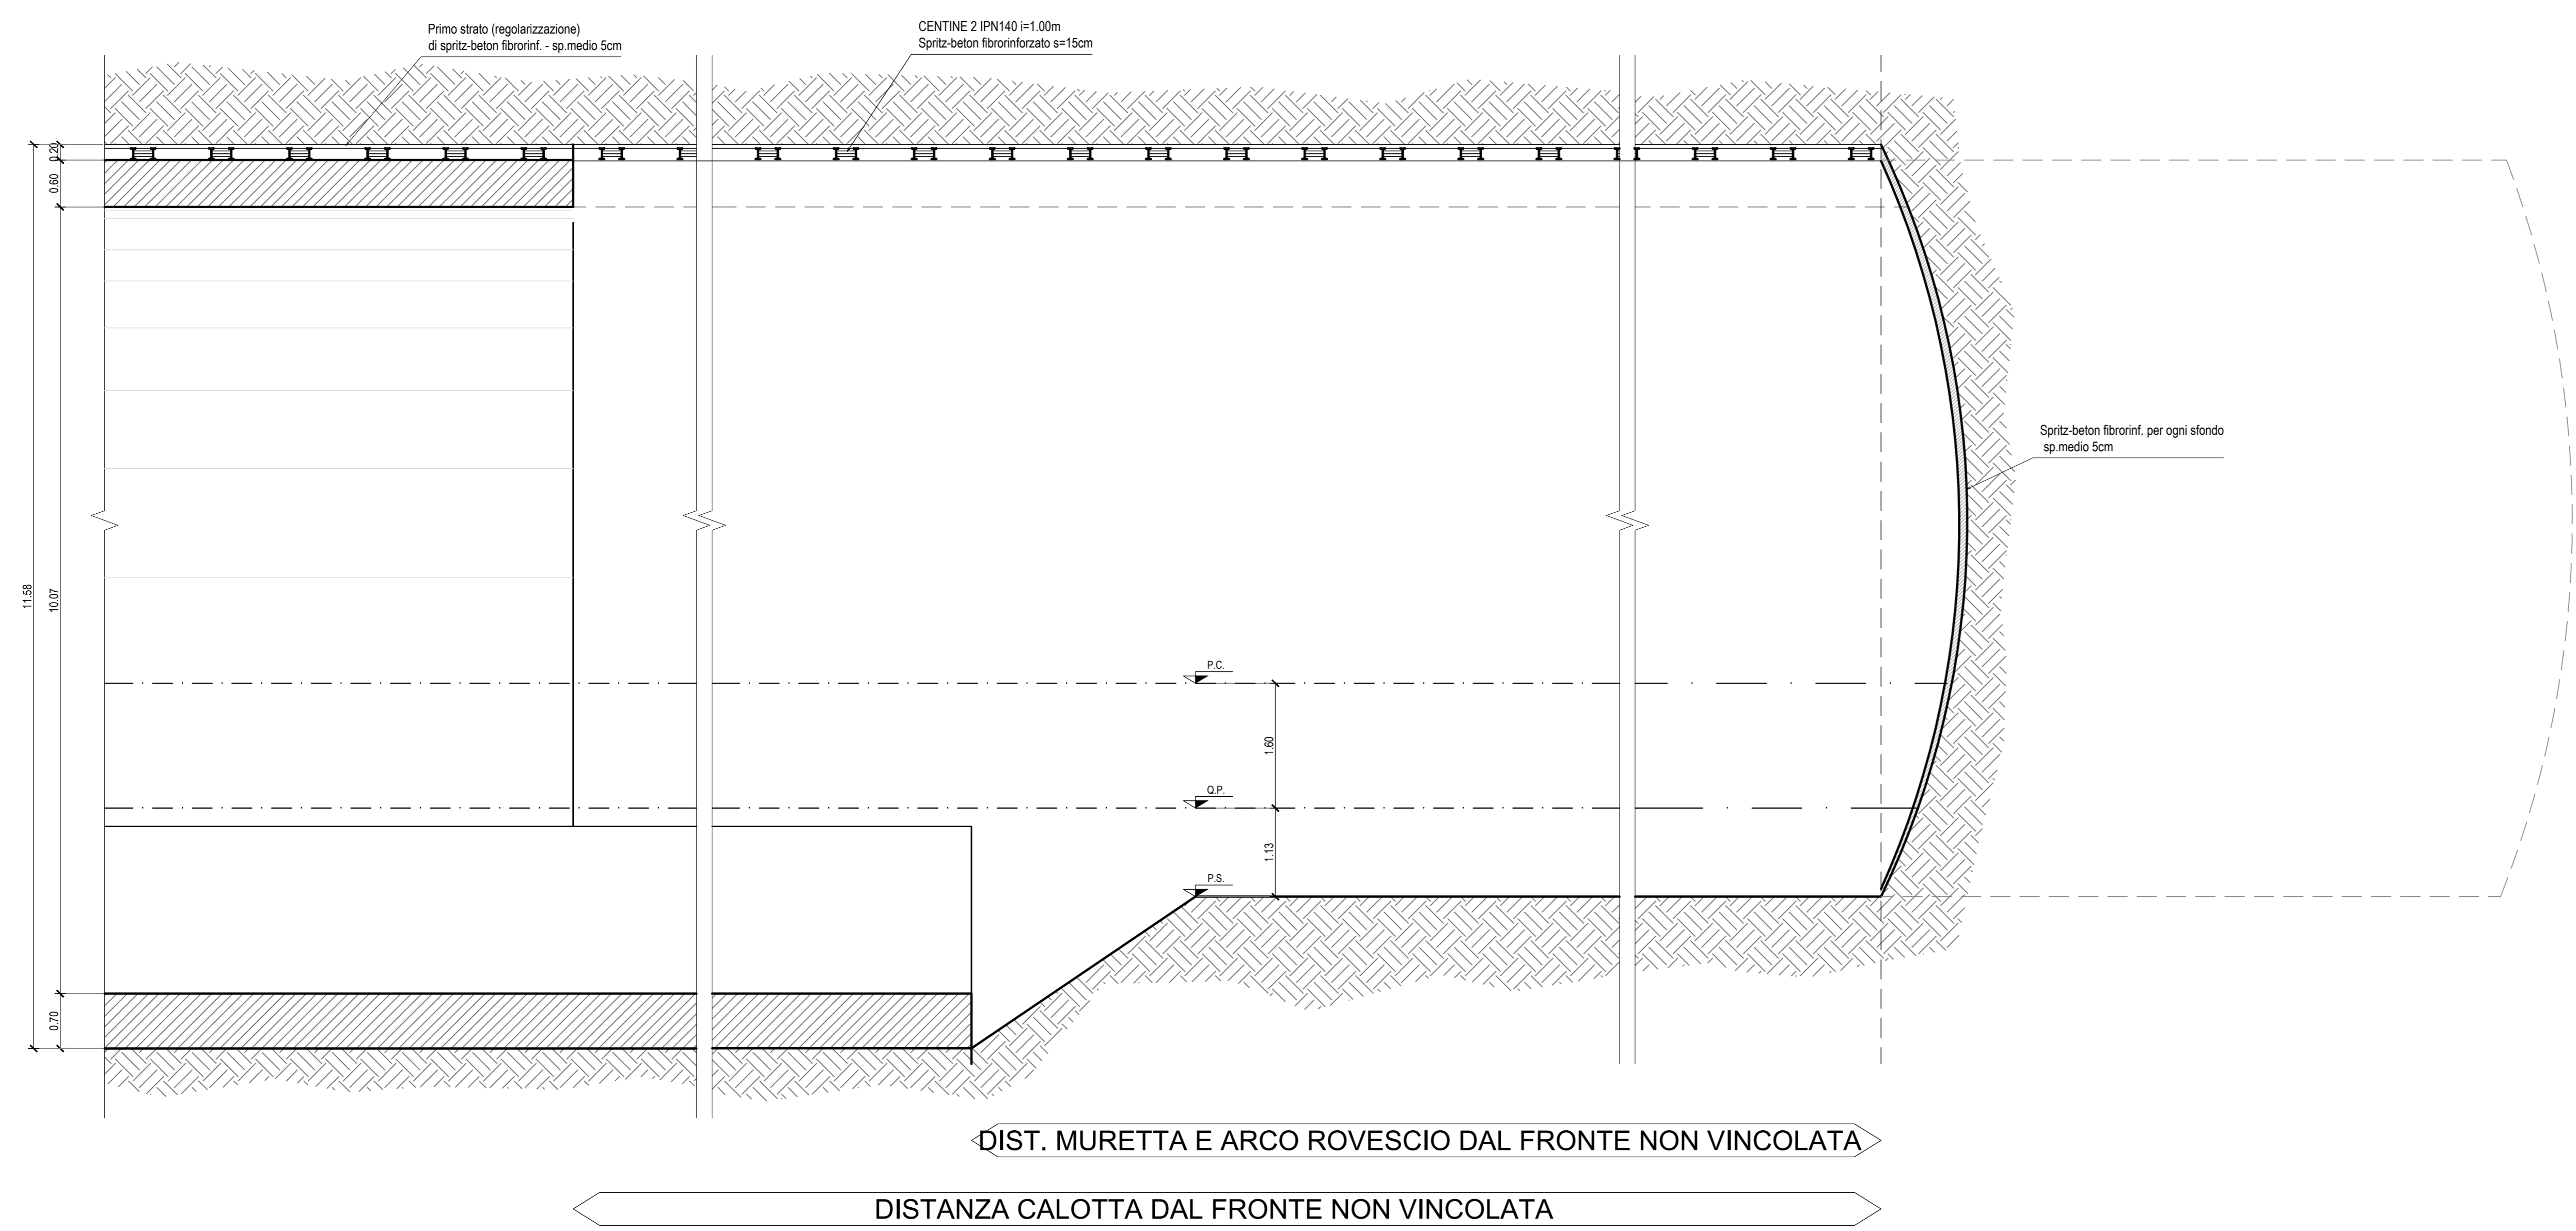 Primo strato (regolarizzazione)
di spritz-beton fibrorinf. - sp.medio 5cm
CENTINE 2 IPN140 i=1.00m
Spritz-beton fibrorinforzato s=15cm
0.20
0.60
Spritz-beton fibrorinf. per ogni sfondo
sp.medio 5cm
11.58
10.07
P.C.
1.60
Q.P.
1.13
P.S.
0.70
DIST. MURETTA E ARCO ROVESCIO DAL FRONTE NON VINCOLATA
DISTANZA CALOTTA DAL FRONTE NON VINCOLATA